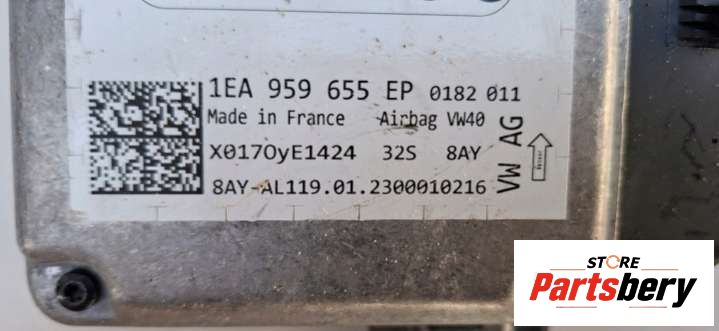 1EA 959 655 EP 0182 011
Made in France Airbag VW40
X017OyE1424 32S 8AY
8AY-AL119.01.2300010216
VW AG
STORE
Partsbery